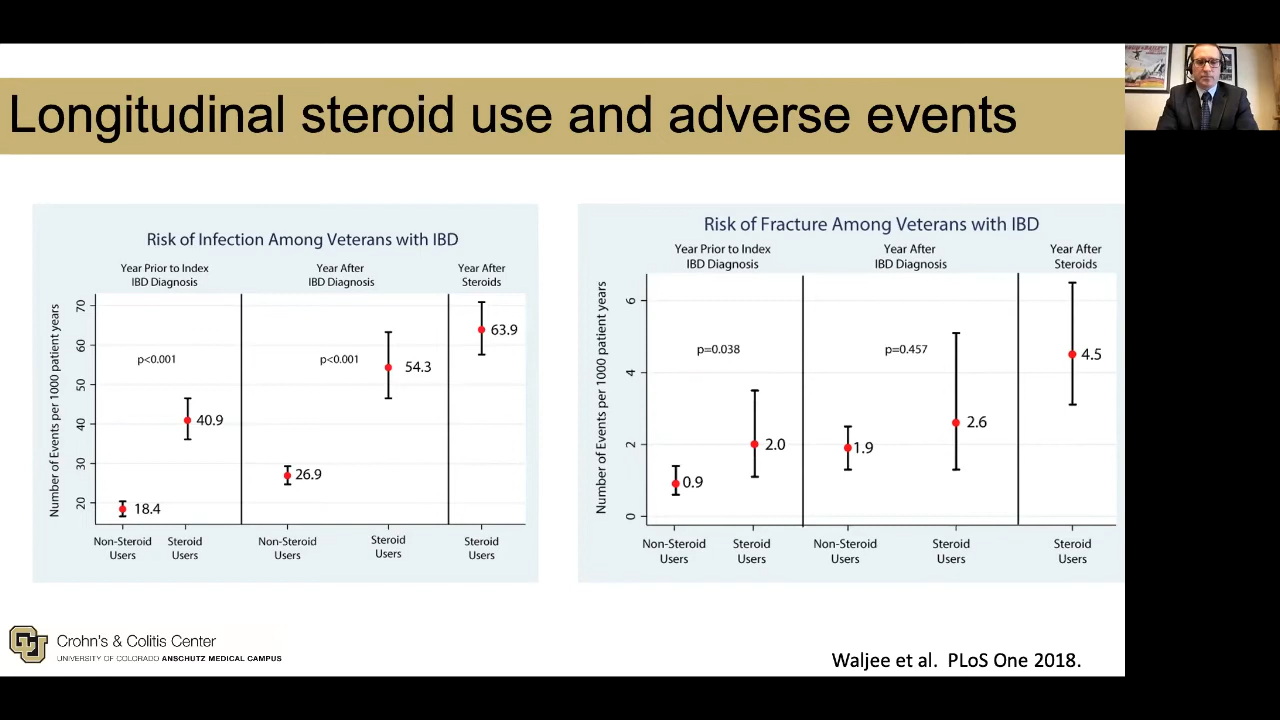 Longitudinal steroid use and adverse events
Risk of Infection Among Veterans with IBD
Year Prior to Index
IBD Diagnosis
Year After
IBD Diagnosis
Year After
Steroids
Number of Events per 1000 patient years
70
60
50
40
30
20
p<0.001
p<0.001
18.4
40.9
26.9
54.3
63.9
Non-Steroid
Users
Steroid
Users
Non-Steroid
Users
Steroid
Users
Steroid
Users
Risk of Fracture Among Veterans with IBD
Year Prior to Index
IBD Diagnosis
Year After
IBD Diagnosis
Year After
Steroids
Number of Events per 1000 patient years
6
4
2
0
p=0.038
p=0.457
0.9
2.0
1.9
2.6
4.5
Non-Steroid
Users
Steroid
Users
Non-Steroid
Users
Steroid
Users
Steroid
Users
CU
Crohn's & Colitis Center
UNIVERSITY OF COLORADO ANSCHUTZ MEDICAL CAMPUS
Waljee et al. PLoS One 2018.